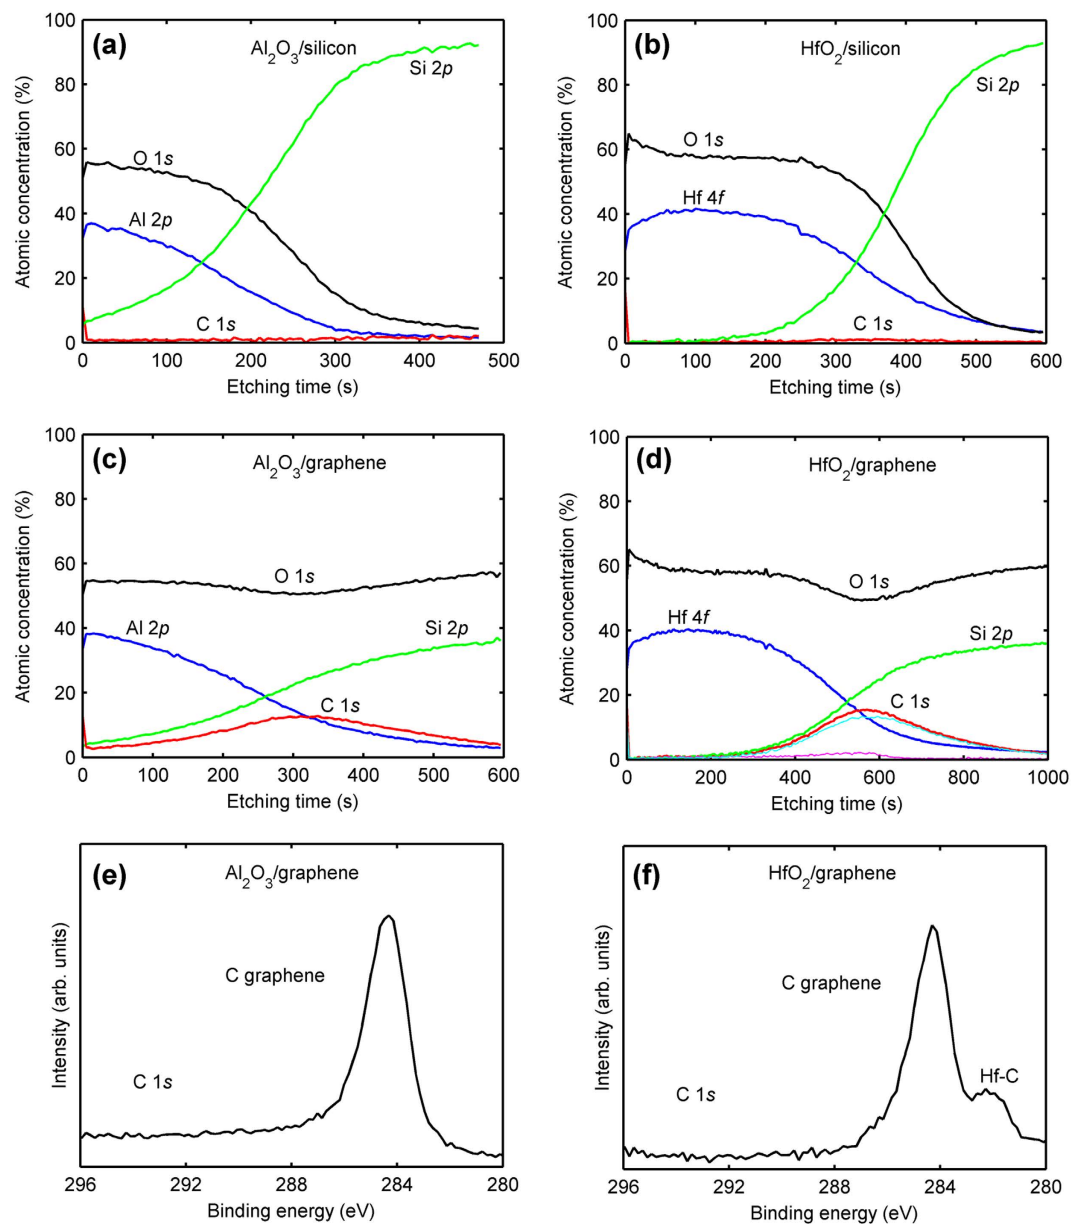 (a)
Al2O3/silicon
Si 2p
O 1s
Al 2p
C 1s
Atomic concentration (%)
100
80
60
40
20
0
0 100 200 300 400 500
Etching time (s)
(b)
HfO2/silicon
Si 2p
O 1s
Hf 4f
C 1s
Atomic concentration (%)
100
80
60
40
20
0
0 100 200 300 400 500 600
Etching time (s)
(c)
Al2O3/graphene
O 1s
Al 2p
Si 2p
C 1s
Atomic concentration (%)
100
80
60
40
20
0
0 100 200 300 400 500 600
Etching time (s)
(d)
HfO2/graphene
O 1s
Hf 4f
Si 2p
C 1s
Atomic concentration (%)
100
80
60
40
20
0
0 200 400 600 800 1000
Etching time (s)
(e)
Al2O3/graphene
C graphene
C 1s
Intensity (arb. units)
296 292 288 284 280
Binding energy (eV)
(f)
HfO2/graphene
C graphene
Hf-C
C 1s
Intensity (arb. units)
296 292 288 284 280
Binding energy (eV)